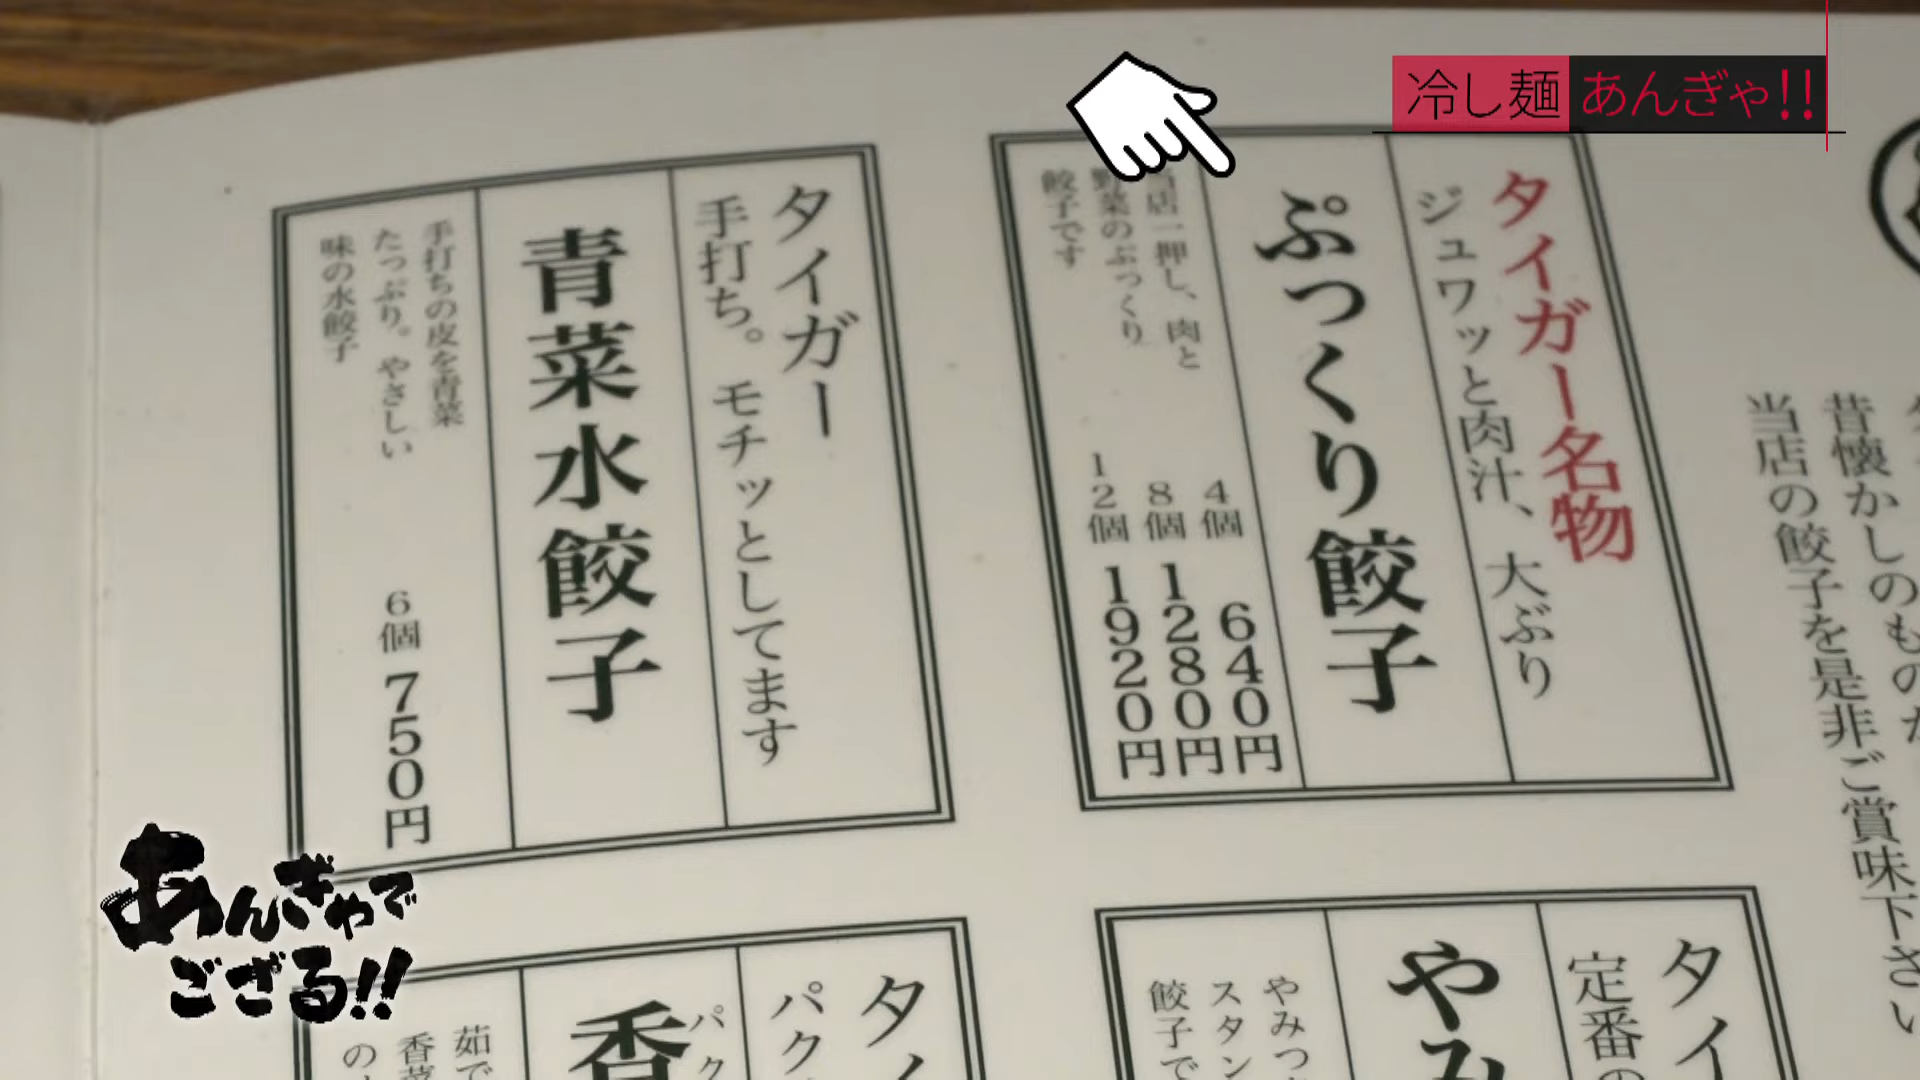 冷し麺 あんぎゃ!!
昔懐かしのもの
当店の餃子を是非ご賞味下さい
タイガー名物
ジュワッと肉汁、大ぶり
ぷっくり餃子
当店一押し、肉と
野菜のぷっくり
餃子です
4個 640円
8個 1280円
12個 1920円
タイガー
手打ち。モチッとしてます
青菜水餃子
手打ちの皮を青菜
たっぷり。やさしい
味の水餃子
6個 750円
タイ
定番の
やみ
やみつ
スタン
餃子で
タイ
パク
香
パク
茹で
香菜
の
あんぎゃで
ござる!!